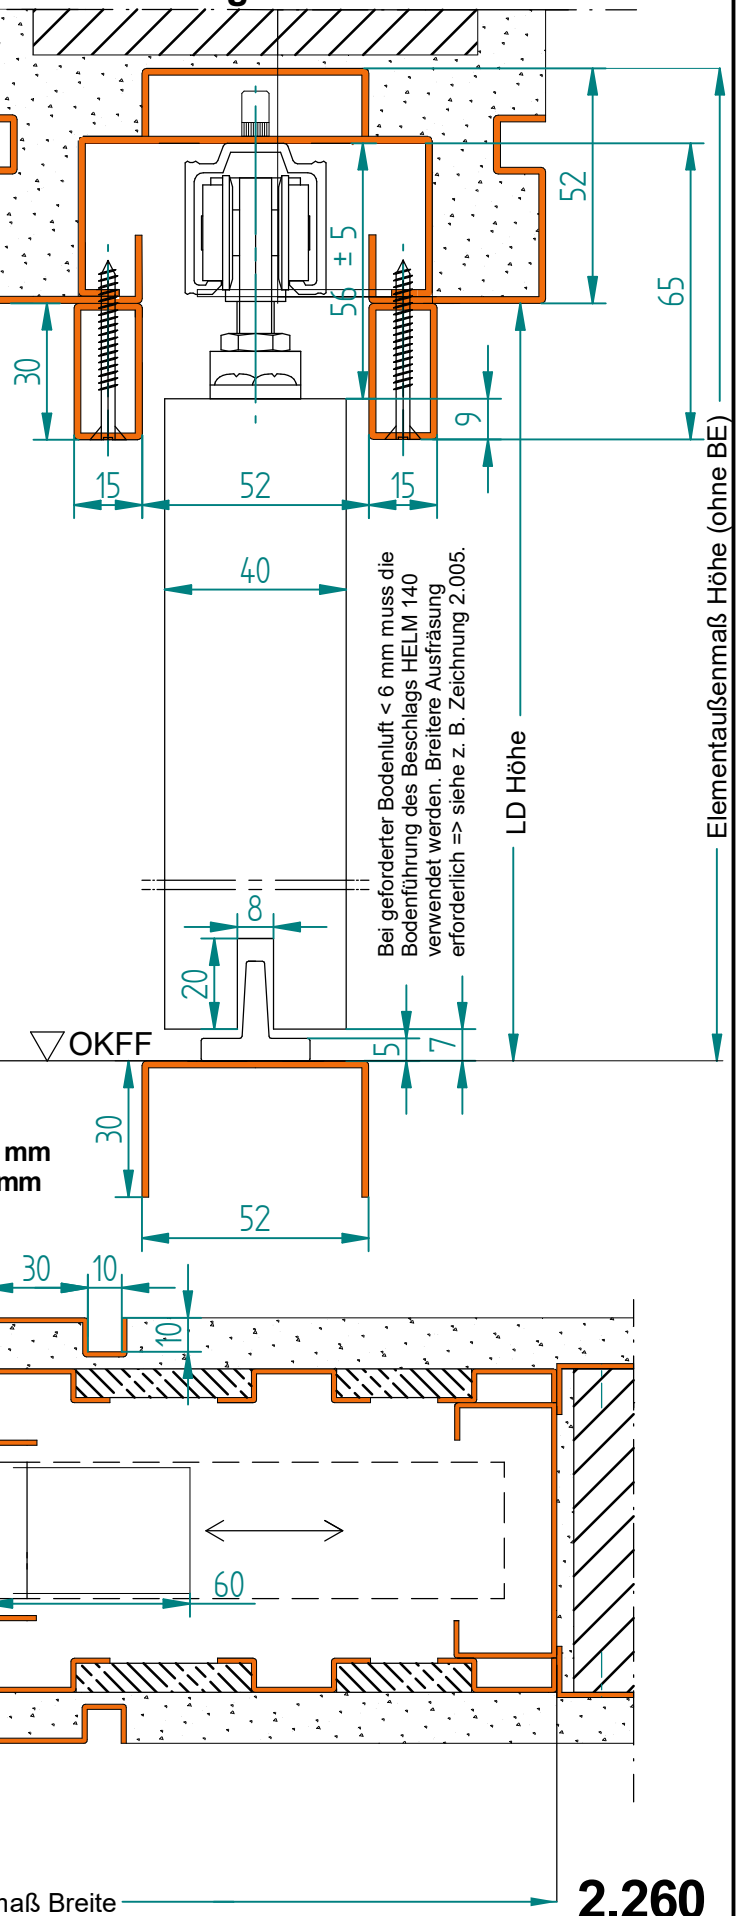 52
56 ± 5
65
30
9
15
52
15
40
Bei geforderter Bodenluft < 6 mm muss die
Bodenführung des Beschlags HELM 140
verwendet werden. Breitere Ausfräsung
erforderlich => siehe z. B. Zeichnung 2.005.
LD Höhe
Elementaußenmaß Höhe (ohne BE)
8
20
OKFF
5
7
30
mm
mm
52
30
10
10
60
maß Breite
2.260